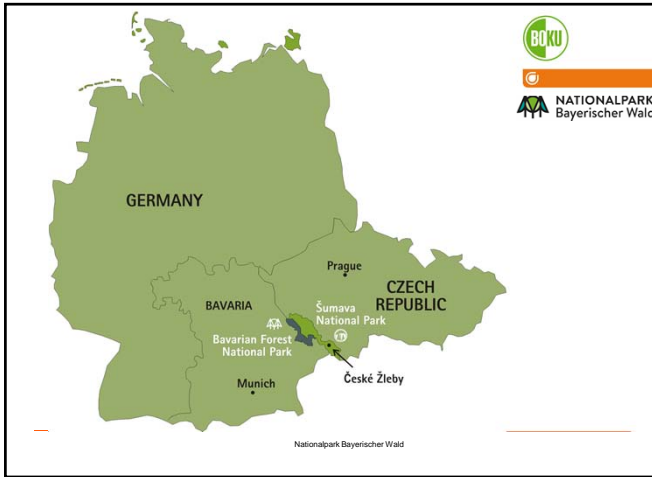 BOKU
NATIONALPARK
Bayerischer Wald
GERMANY
Prague
CZECH
REPUBLIC
BAVARIA
Šumava
National Park
Bavarian Forest
National Park
České Žleby
Munich
Nationalpark Bayerischer Wald